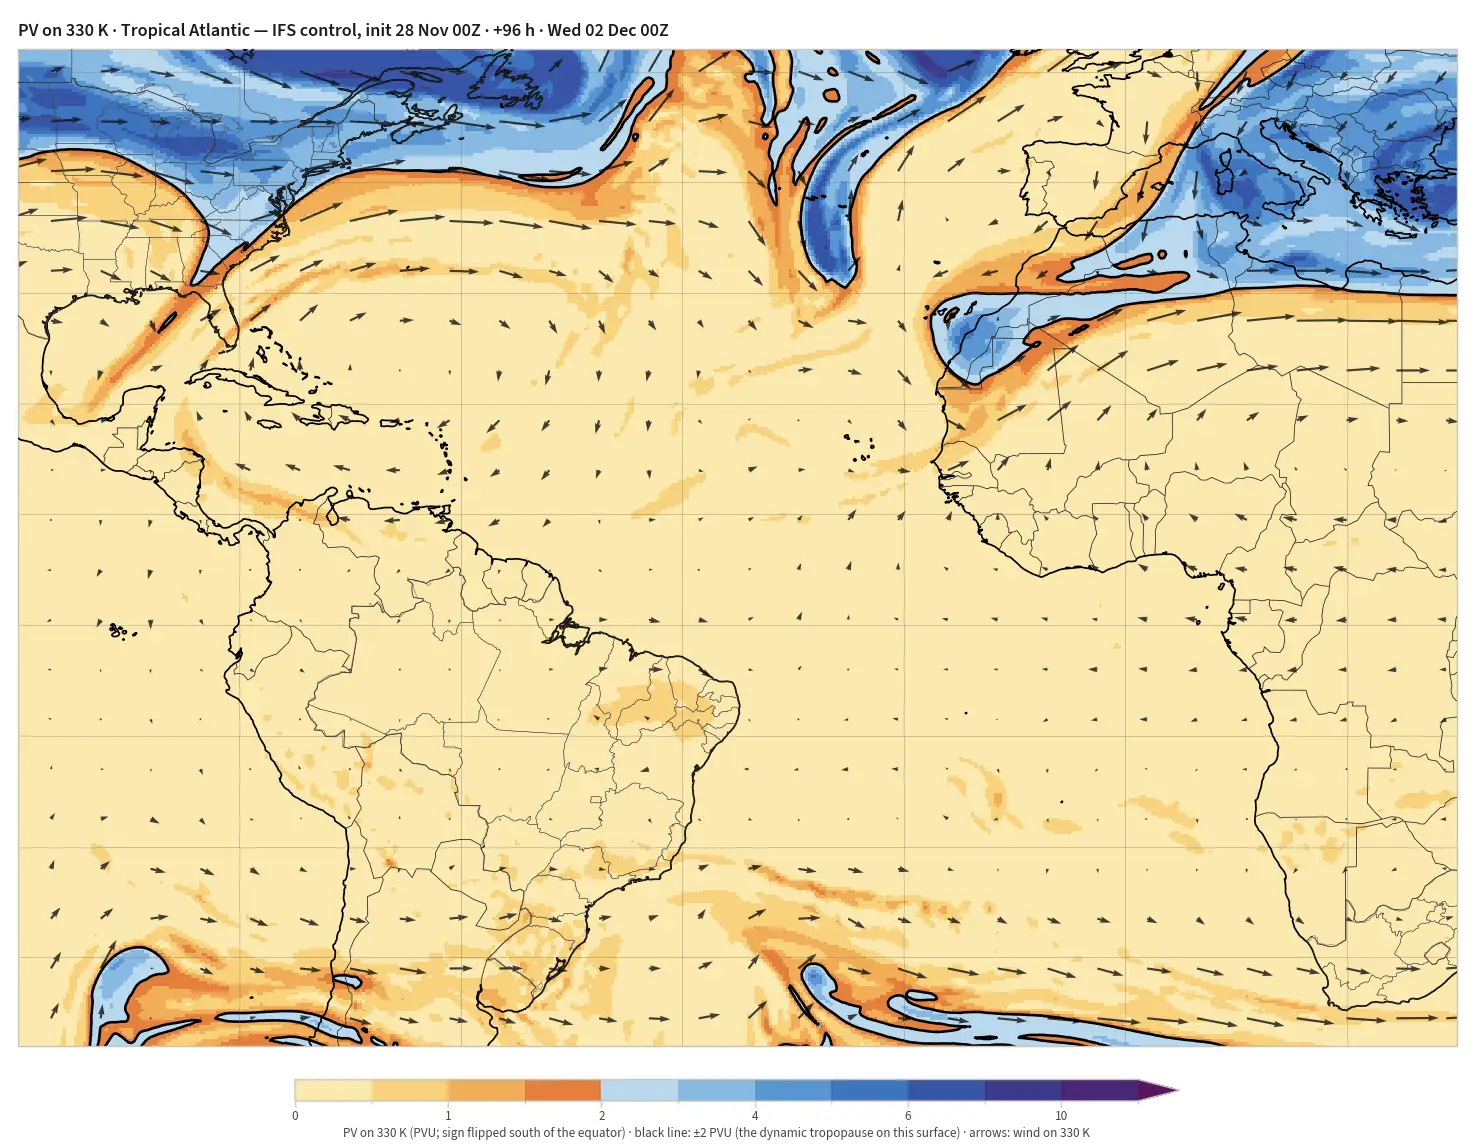 PV on 330 K · Tropical Atlantic — IFS control, init 28 Nov 00Z · +96 h · Wed 02 Dec 00Z
0 1 2 4 6 10
PV on 330 K (PVU; sign flipped south of the equator) · black line: ±2 PVU (the dynamic tropopause on this surface) · arrows: wind on 330 K